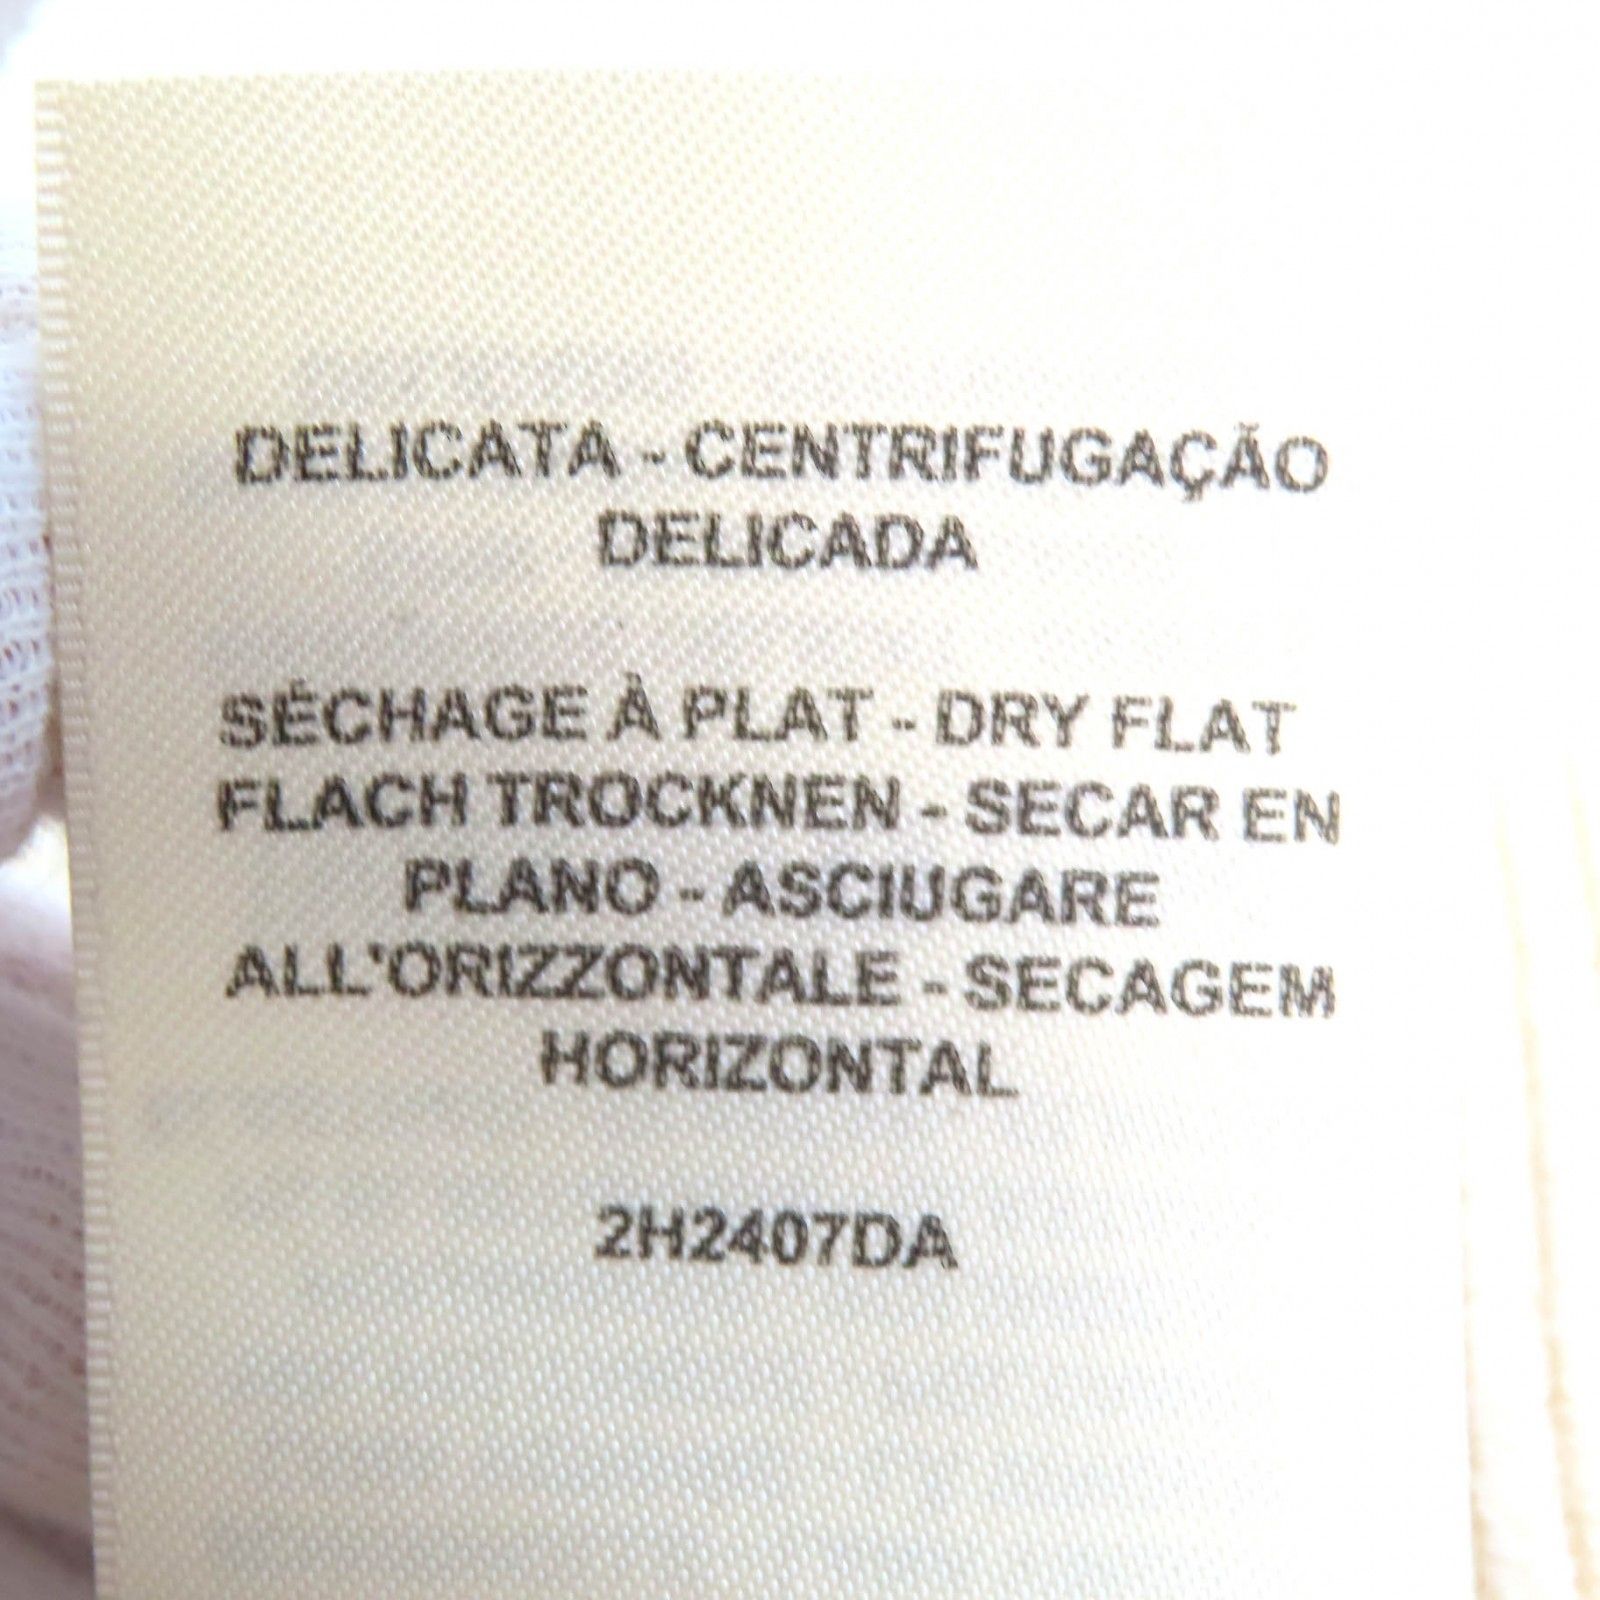 DELICATA - CENTRIFUGAÇÃO
DELICADA
SÉCHAGE À PLAT - DRY FLAT
FLACH TROCKNEN - SECAR EN
PLANO - ASCIUGARE
ALL'ORIZZONTALE - SECAGEM
HORIZONTAL
2H2407DA